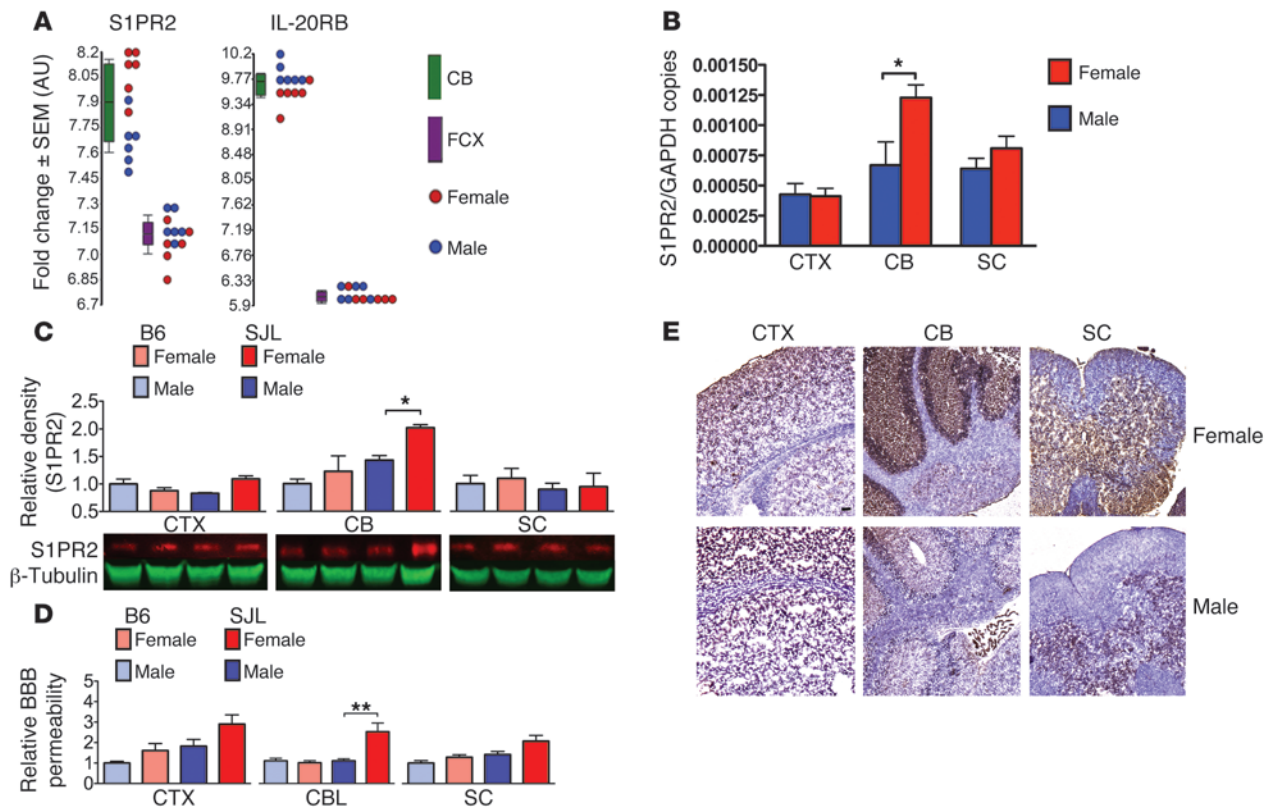 A
S1PR2
IL-20RB
Fold change ± SEM (AU)
8.2
8.05
7.9
7.75
7.6
7.45
7.3
7.15
7.0
6.85
6.7
10.2
9.77
9.34
8.91
8.48
8.05
7.62
7.19
6.76
6.33
5.9
CB
FCX
Female
Male
B
S1PR2/GAPDH copies
0.00150
0.00125
0.00100
0.00075
0.00050
0.00025
0.00000
*
CTX CB SC
Female
Male
C
B6 SJL
Female Female
Male Male
Relative density
(S1PR2)
2.5
2.0
1.5
1.0
0.5
*
CTX CB SC
S1PR2
β-Tubulin
D
B6 SJL
Female Female
Male Male
Relative BBB
permeability
5
4
3
2
1
0
**
CTX CBL SC
E
CTX CB SC
Female
Male